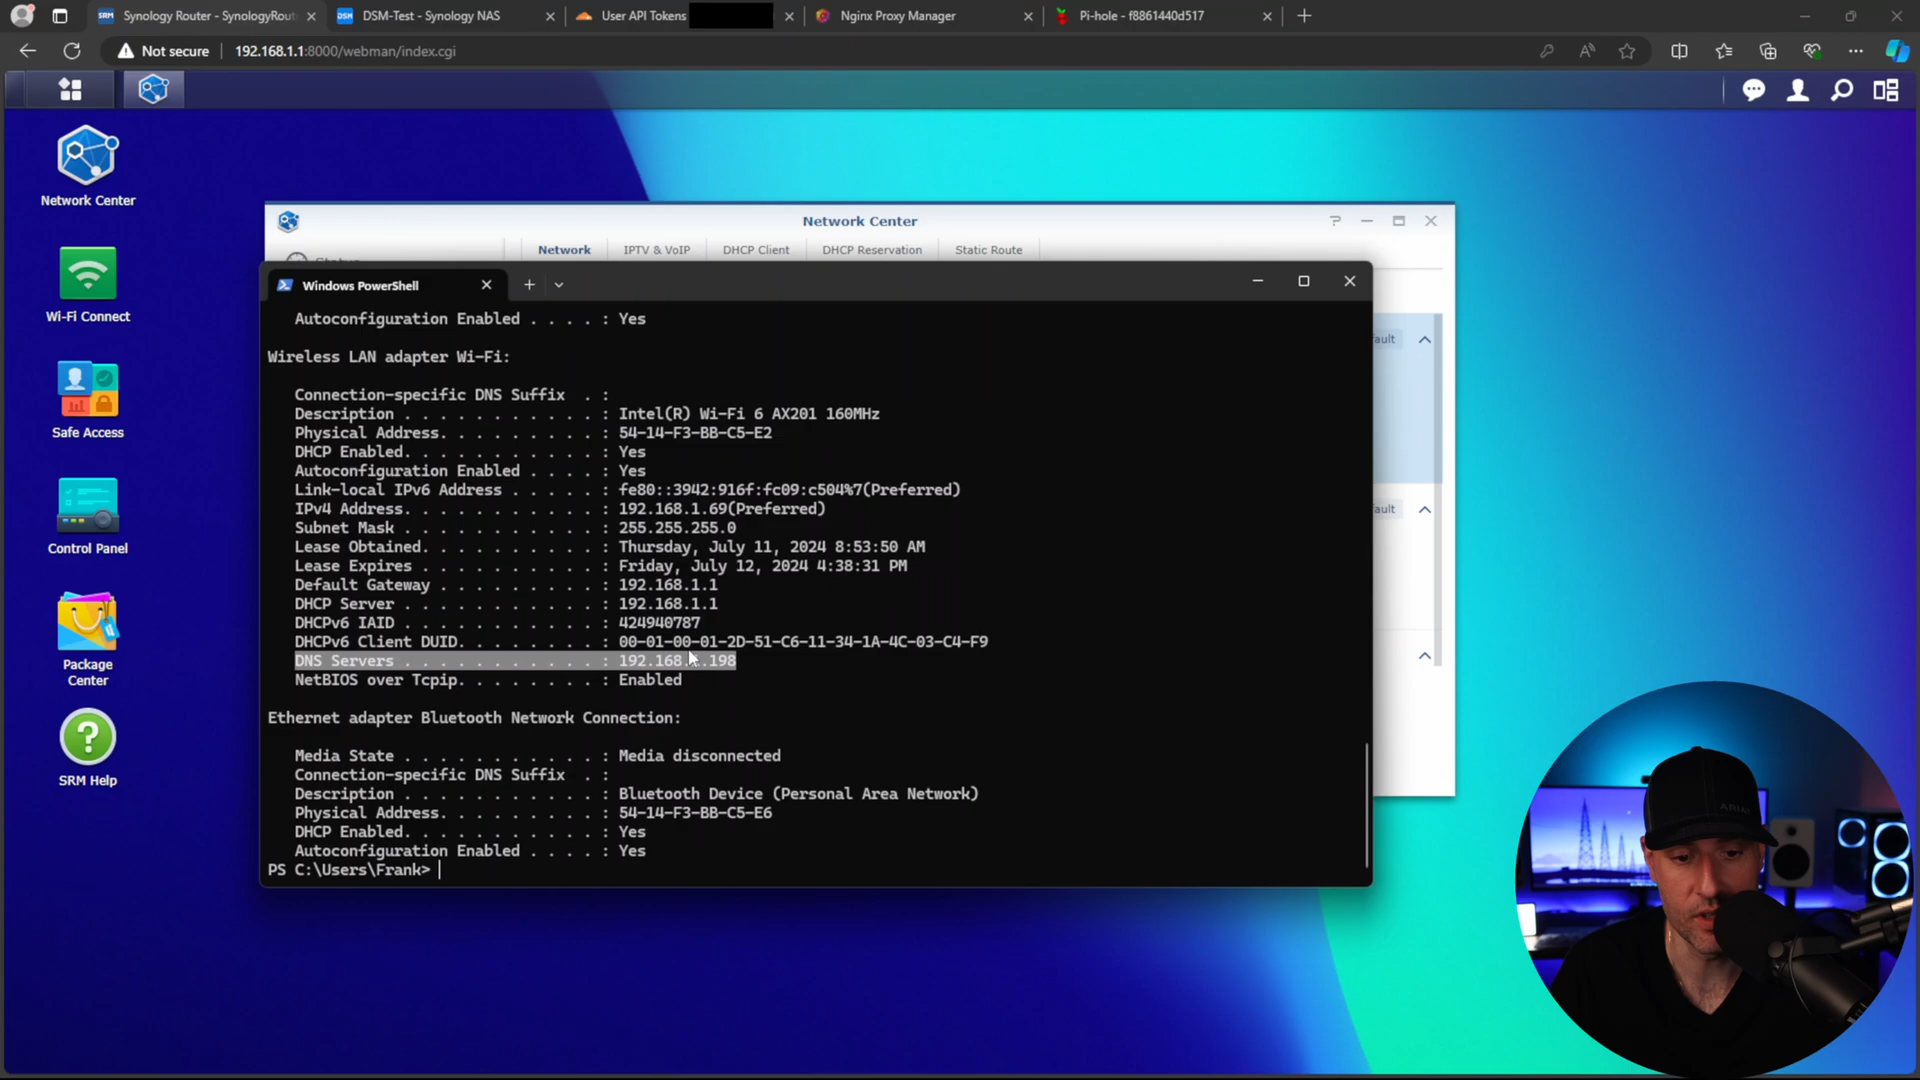 Synology Router - SynologyRout
DSM-Test - Synology NAS
User API Tokens
Nginx Proxy Manager
Pi-hole - f8861440d517
Not secure
192.168.1.1:8000/webman/index.cgi
Network Center
Wi-Fi Connect
Safe Access
Control Panel
Package
Center
SRM Help
Network Center
Network
IPTV & VoIP
DHCP Client
DHCP Reservation
Static Route
ault
ault
Windows PowerShell
Autoconfiguration Enabled . . . . : Yes
Wireless LAN adapter Wi-Fi:
Connection-specific DNS Suffix . :
Description . . . . . . . . . . . : Intel(R) Wi-Fi 6 AX201 160MHz
Physical Address. . . . . . . . . : 54-14-F3-BB-C5-E2
DHCP Enabled. . . . . . . . . . . : Yes
Autoconfiguration Enabled . . . . : Yes
Link-local IPv6 Address . . . . . : fe80::3942:916f:fc09:c504%7(Preferred)
IPv4 Address. . . . . . . . . . . : 192.168.1.69(Preferred)
Subnet Mask . . . . . . . . . . . : 255.255.255.0
Lease Obtained. . . . . . . . . . : Thursday, July 11, 2024 8:53:50 AM
Lease Expires . . . . . . . . . . : Friday, July 12, 2024 4:38:31 PM
Default Gateway . . . . . . . . . : 192.168.1.1
DHCP Server . . . . . . . . . . . : 192.168.1.1
DHCPv6 IAID . . . . . . . . . . . : 424940787
DHCPv6 Client DUID. . . . . . . . : 00-01-00-01-2D-51-C6-11-34-1A-4C-03-C4-F9
DNS Servers . . . . . . . . . . . : 192.168. .198
NetBIOS over Tcpip. . . . . . . . : Enabled
Ethernet adapter Bluetooth Network Connection:
Media State . . . . . . . . . . . : Media disconnected
Connection-specific DNS Suffix . :
Description . . . . . . . . . . . : Bluetooth Device (Personal Area Network)
Physical Address. . . . . . . . . : 54-14-F3-BB-C5-E6
DHCP Enabled. . . . . . . . . . . : Yes
Autoconfiguration Enabled . . . . : Yes
PS C:\Users\Frank>